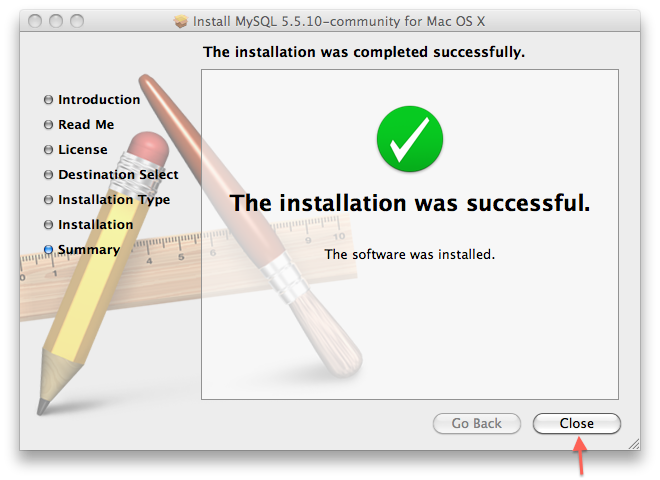 Install MySQL 5.5.10-community for Mac OS X
The installation was completed successfully.
Introduction
Read Me
License
Destination Select
Installation Type
Installation
Summary
The installation was successful.
The software was installed.
Go Back
Close